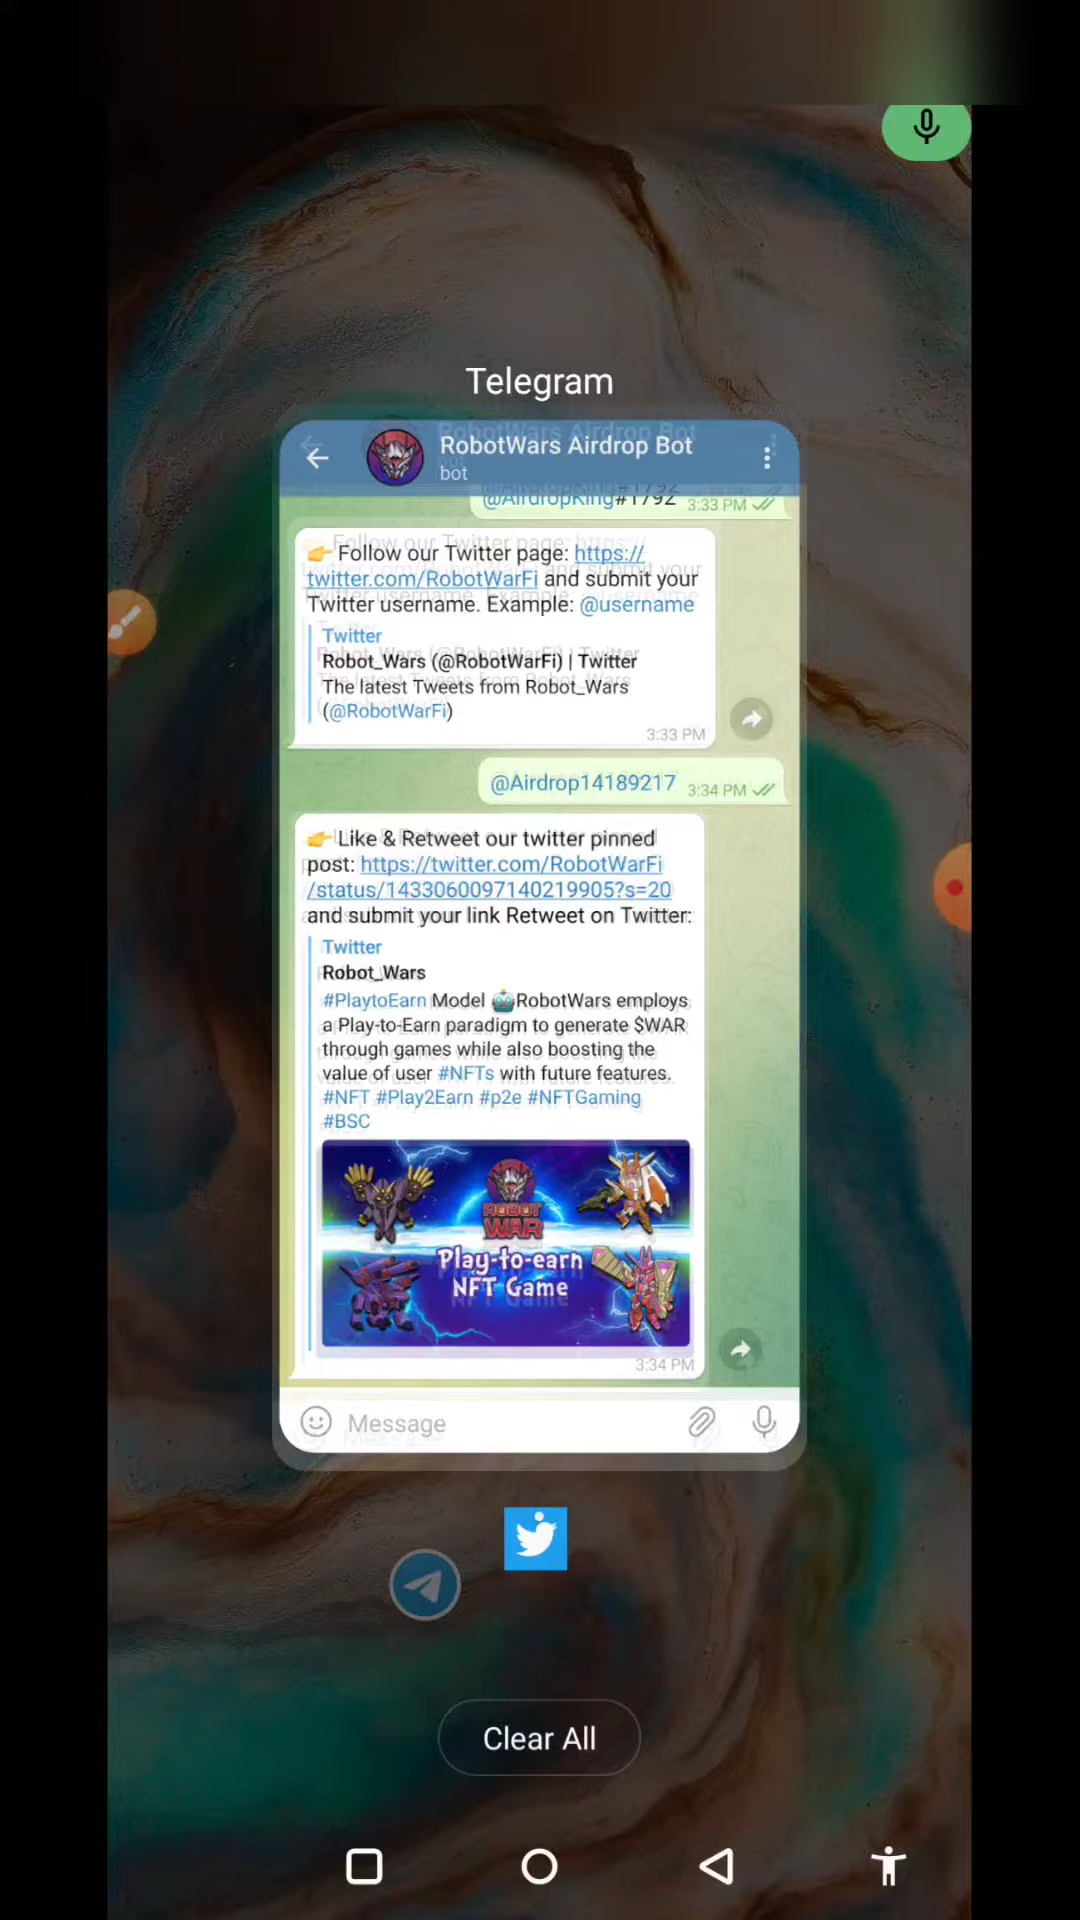 Telegram
RobotWars Airdrop Bot
bot
@AirdropKing#1792 3:33 PM
👉 Follow our Twitter page: https://
twitter.com/RobotWarFi and submit your
Twitter username. Example: @username
Twitter
Robot_Wars (@RobotWarFi) | Twitter
The latest Tweets from Robot_Wars
(@RobotWarFi)
3:33 PM
@Airdrop14189217 3:34 PM
👉 Like & Retweet our twitter pinned
post: https://twitter.com/RobotWarFi
/status/1433060097140219905?s=20
and submit your link Retweet on Twitter:
Twitter
Robot_Wars
#PlaytoEarn Model 🤖RobotWars employs
a Play-to-Earn paradigm to generate $WAR
through games while also boosting the
value of user #NFTs with future features.
#NFT #Play2Earn #p2e #NFTGaming
#BSC
ROBOT
WAR
Play-to-earn
NFT Game
3:34 PM
Message
Clear All